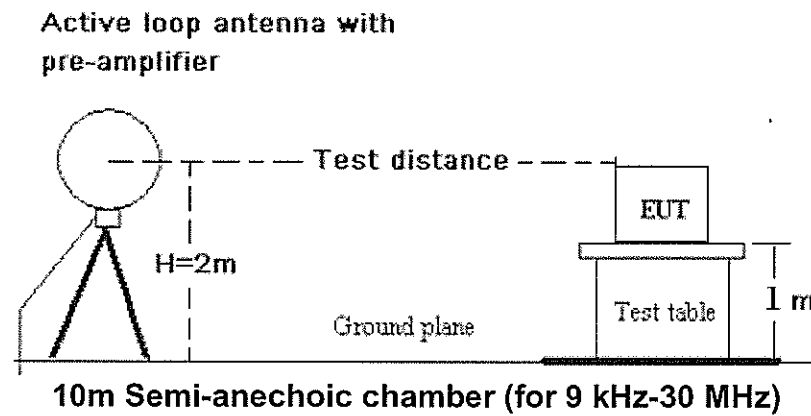 Active loop antenna with
pre-amplifier
Test distance
EUT
H=2m
1 m
Ground plane
Test table
10m Semi-anechoic chamber (for 9 kHz-30 MHz)